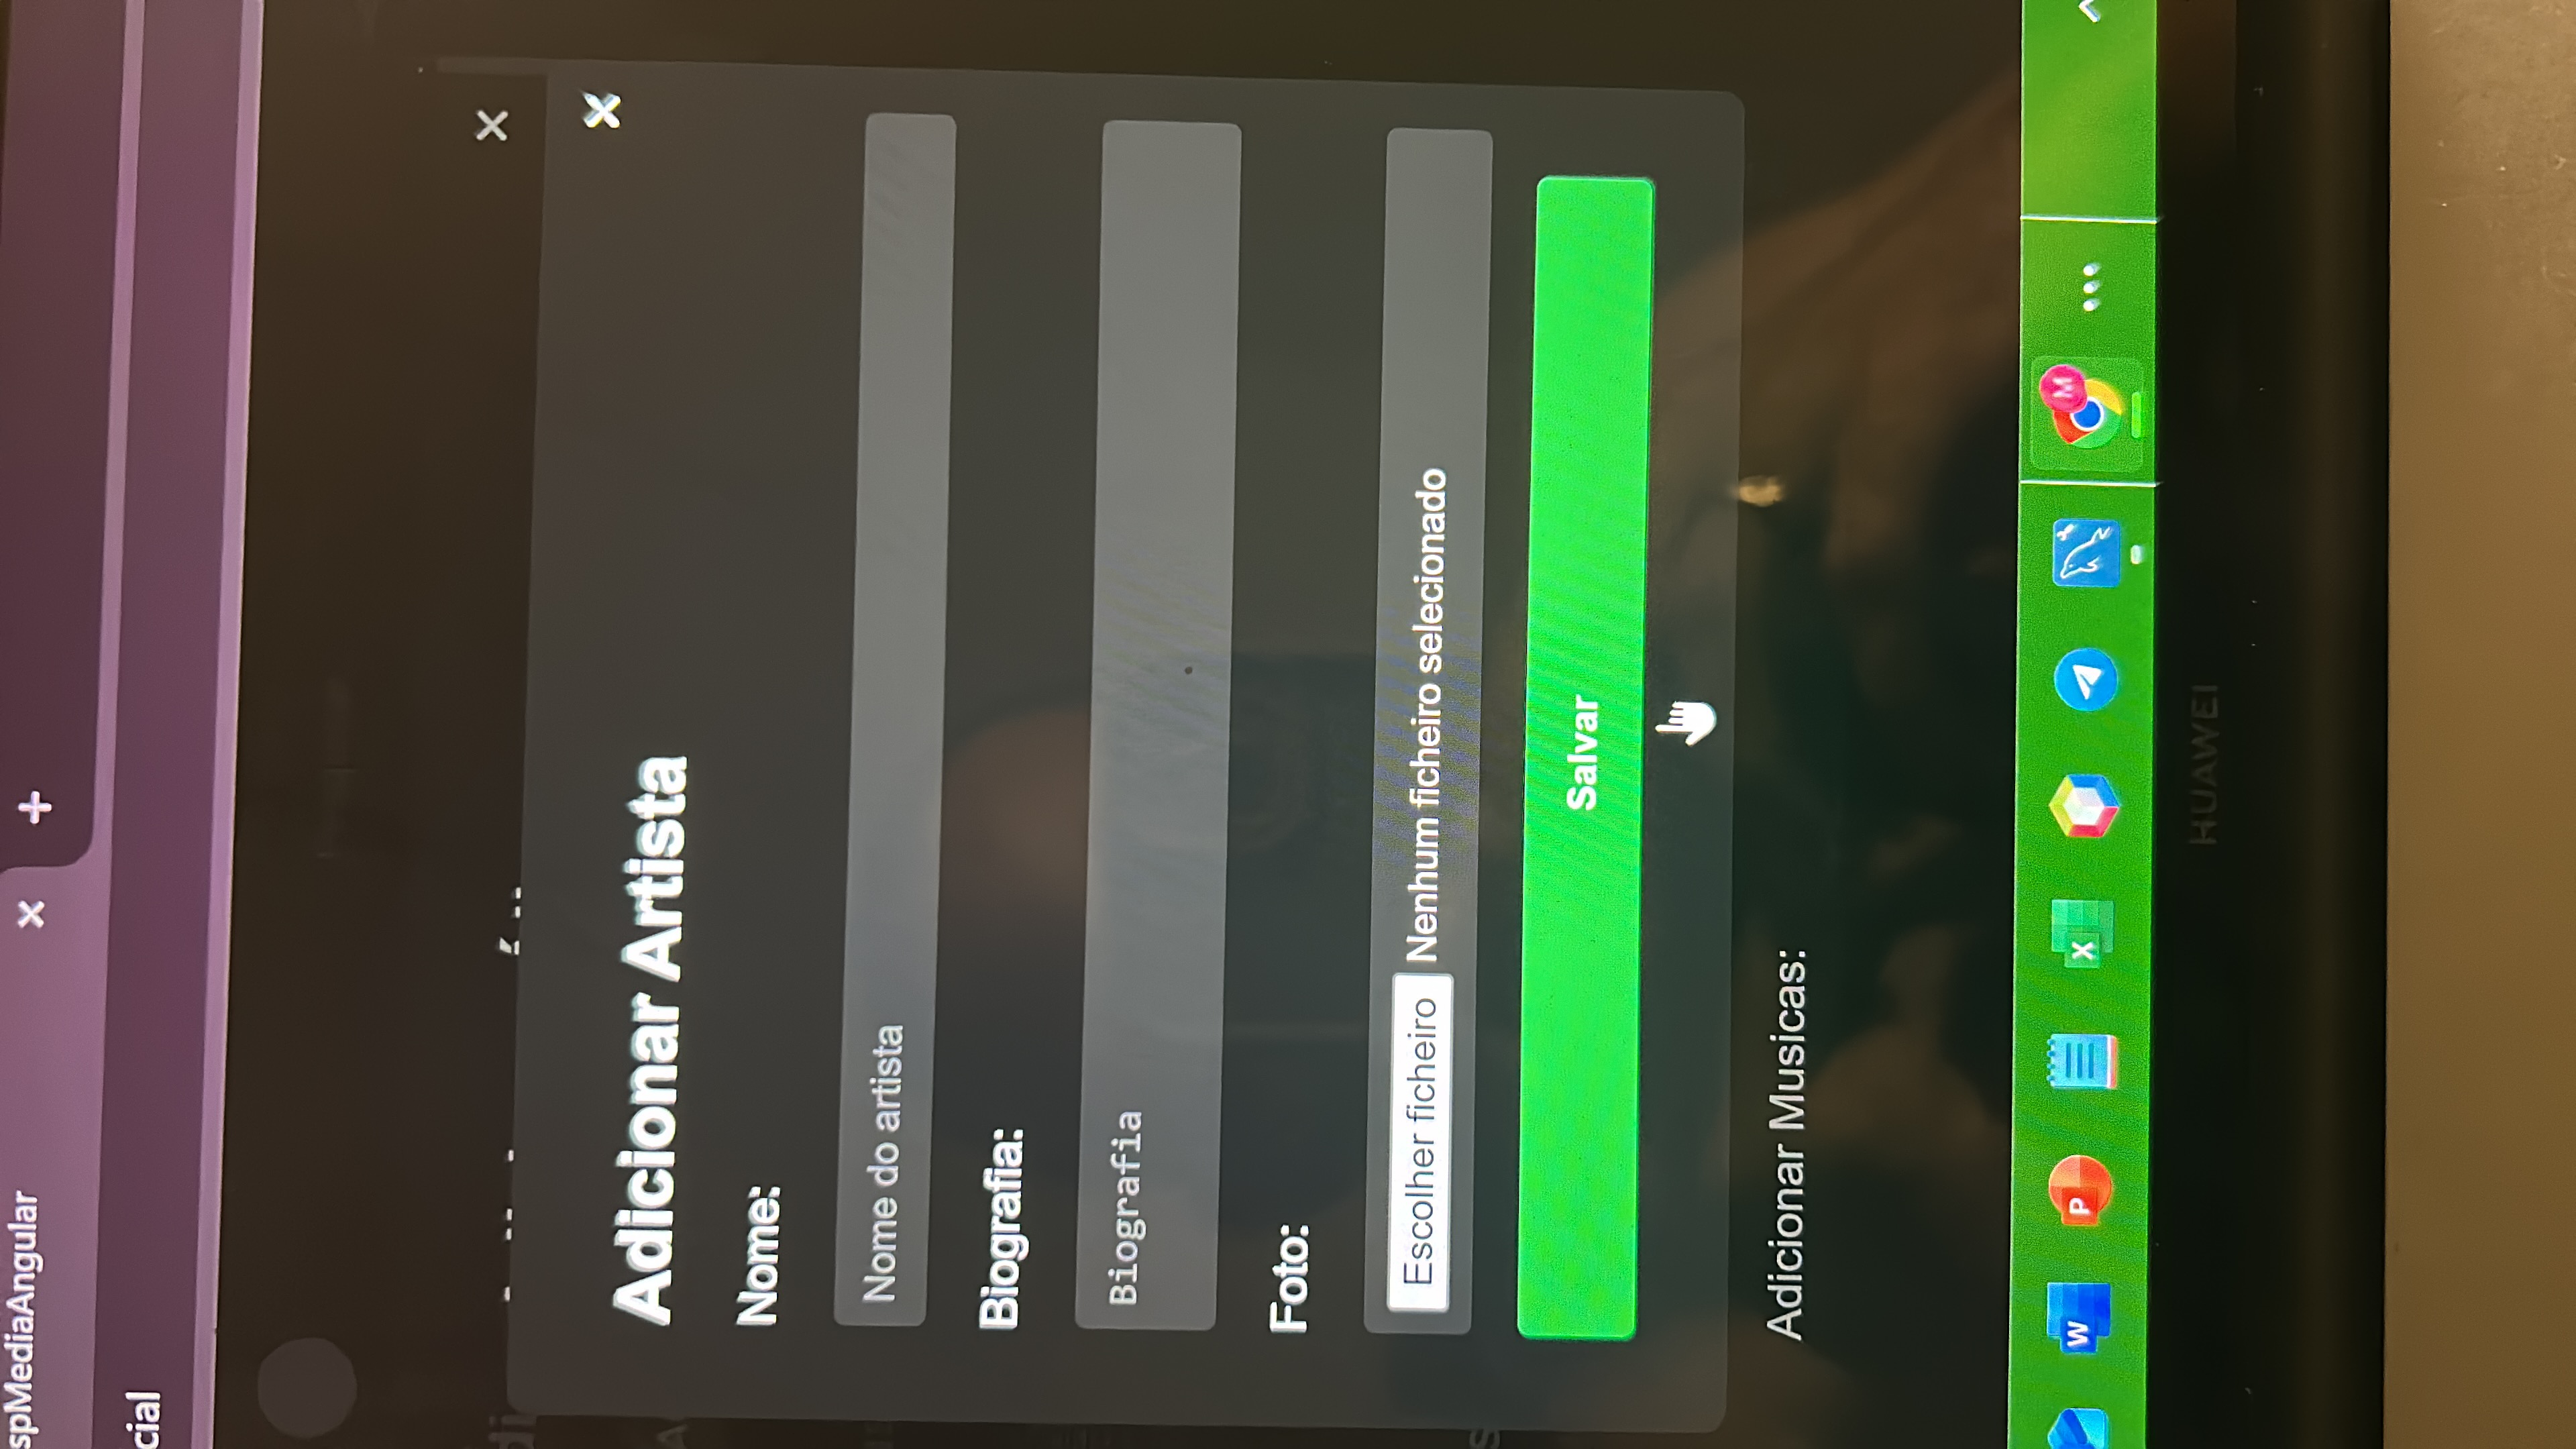 spMediaAngular
cial
Adicionar Artista
Nome:
Nome do artista
Biografia:
Biografia
Foto:
Escolher ficheiro Nenhum ficheiro selecionado
Salvar
Adicionar Musicas:
W P X M
HUAWEI